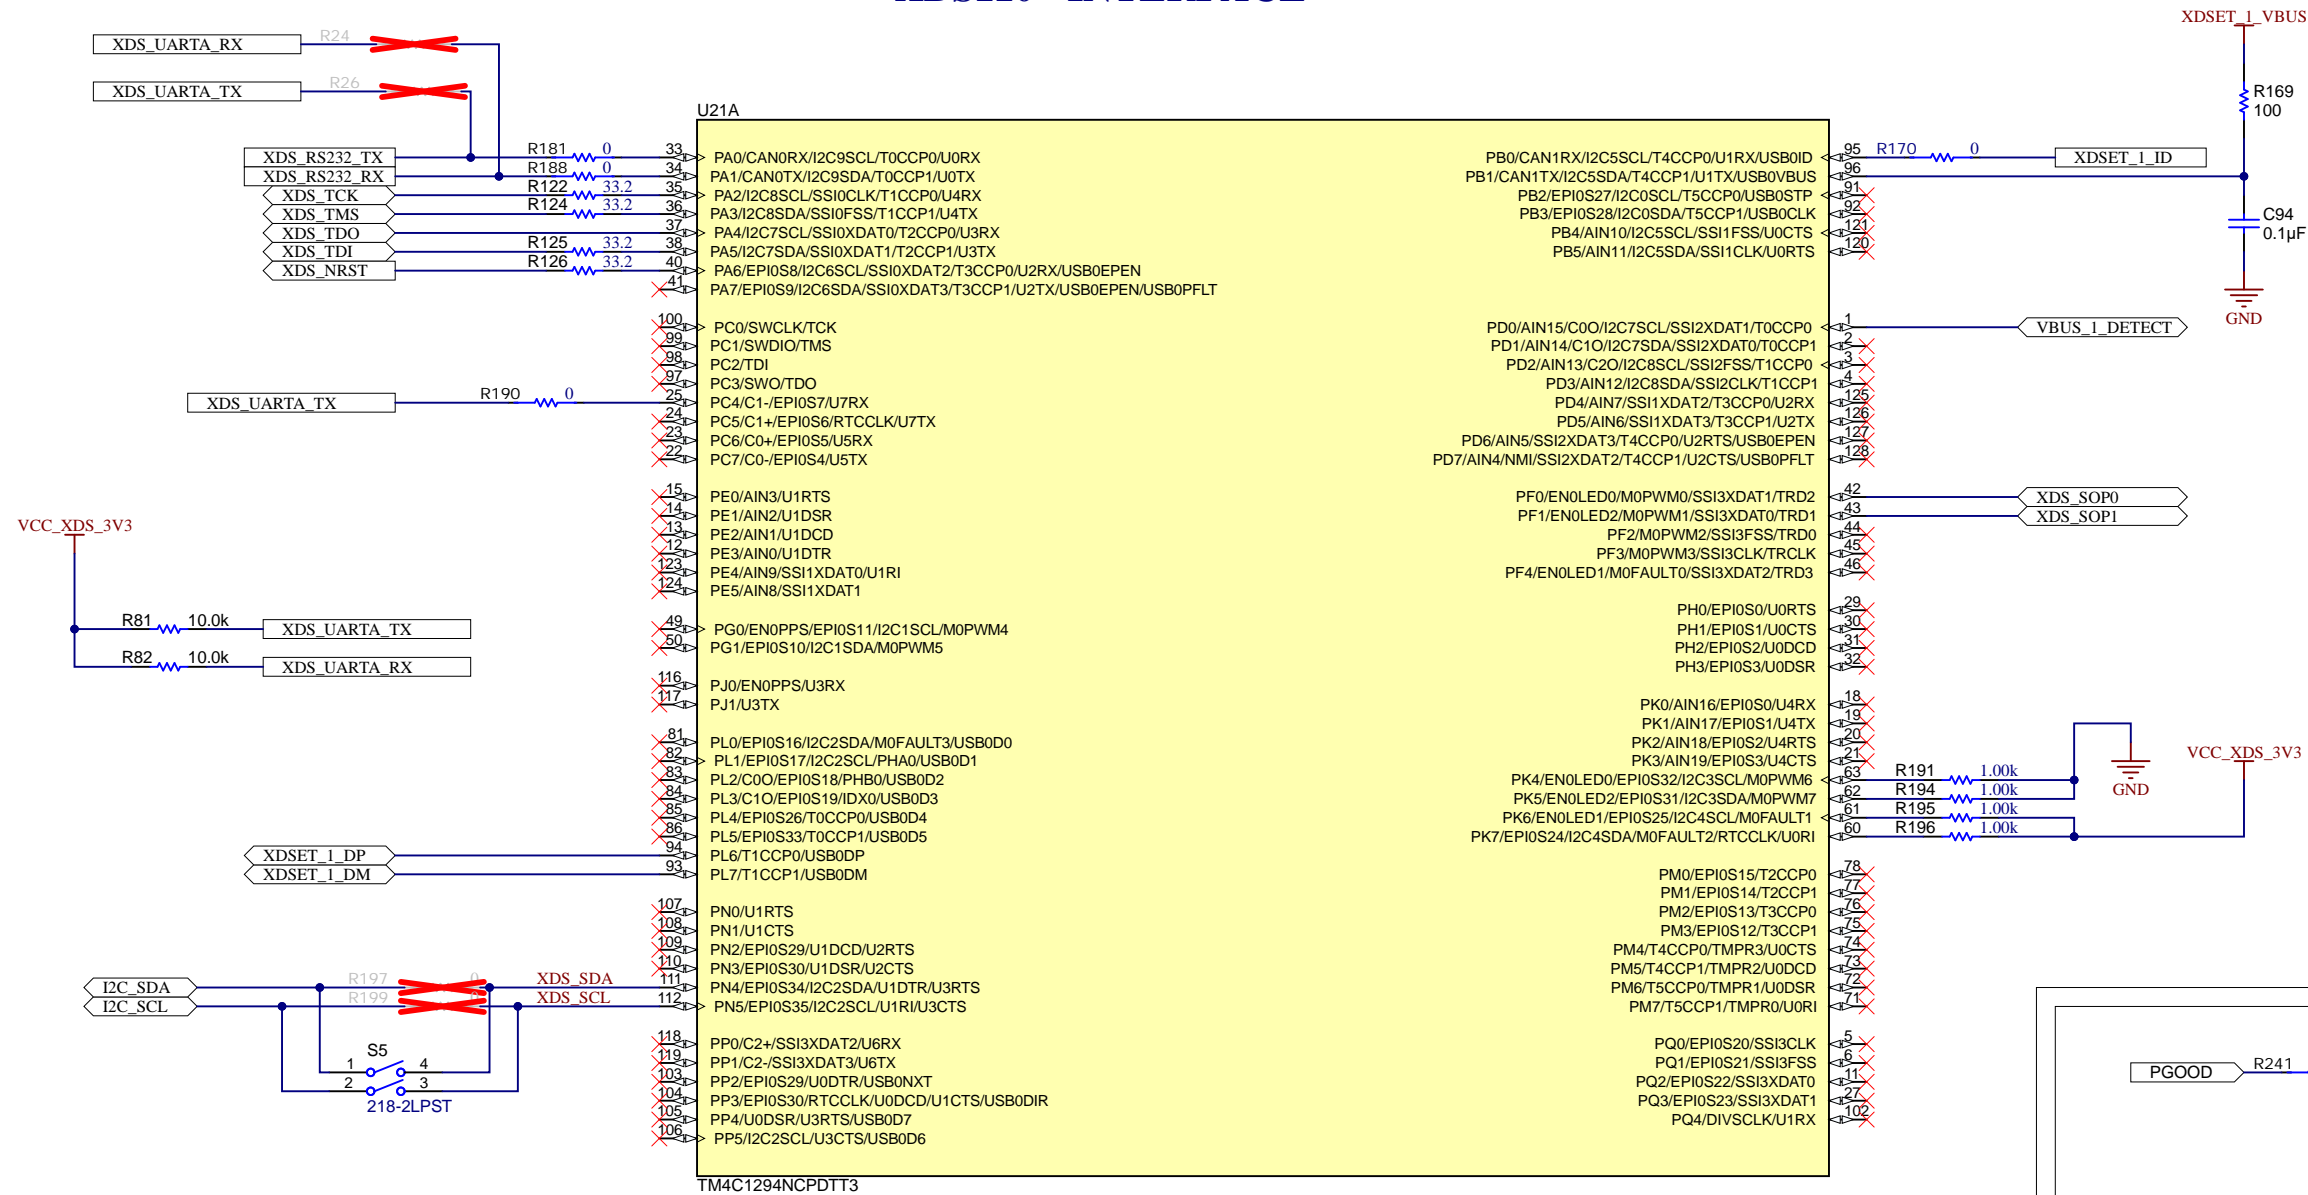 XDS_UARTA_RX
R24
XDS_UARTA_TX
R26
XDS_RS232_TX R181 0
XDS_RS232_RX R188 0
XDS_TCK R122 33.2
XDS_TMS R124 33.2
XDS_TDO
XDS_TDI R125 33.2
XDS_NRST R126 33.2
XDS_UARTA_TX R190 0
VCC_XDS_3V3
R81 10.0k XDS_UARTA_TX
R82 10.0k XDS_UARTA_RX
XDSET_1_DP
XDSET_1_DM
I2C_SDA R197 0 XDS_SDA
I2C_SCL R199 XDS_SCL
S5
1 4
2 3
218-2LPST
U21A
33 PA0/CAN0RX/I2C9SCL/T0CCP0/U0RX
34 PA1/CAN0TX/I2C9SDA/T0CCP1/U0TX
35 PA2/I2C8SCL/SSI0CLK/T1CCP0/U4RX
36 PA3/I2C8SDA/SSI0FSS/T1CCP1/U4TX
37 PA4/I2C7SCL/SSI0XDAT0/T2CCP0/U3RX
38 PA5/I2C7SDA/SSI0XDAT1/T2CCP1/U3TX
40 PA6/EPI0S8/I2C6SCL/SSI0XDAT2/T3CCP0/U2RX/USB0EPEN
41 PA7/EPI0S9/I2C6SDA/SSI0XDAT3/T3CCP1/U2TX/USB0EPEN/USB0PFLT
100 PC0/SWCLK/TCK
99 PC1/SWDIO/TMS
98 PC2/TDI
97 PC3/SWO/TDO
25 PC4/C1-/EPI0S7/U7RX
24 PC5/C1+/EPI0S6/RTCCLK/U7TX
23 PC6/C0+/EPI0S5/U5RX
22 PC7/C0-/EPI0S4/U5TX
15 PE0/AIN3/U1RTS
14 PE1/AIN2/U1DSR
13 PE2/AIN1/U1DCD
12 PE3/AIN0/U1DTR
123 PE4/AIN9/SSI1XDAT0/U1RI
124 PE5/AIN8/SSI1XDAT1
49 PG0/EN0PPS/EPI0S11/I2C1SCL/M0PWM4
50 PG1/EPI0S10/I2C1SDA/M0PWM5
116 PJ0/EN0PPS/U3RX
117 PJ1/U3TX
81 PL0/EPI0S16/I2C2SDA/M0FAULT3/USB0D0
82 PL1/EPI0S17/I2C2SCL/PHA0/USB0D1
83 PL2/C0O/EPI0S18/PHB0/USB0D2
84 PL3/C1O/EPI0S19/IDX0/USB0D3
85 PL4/EPI0S26/T0CCP0/USB0D4
86 PL5/EPI0S33/T0CCP1/USB0D5
94 PL6/T1CCP0/USB0DP
93 PL7/T1CCP1/USB0DM
107 PN0/U1RTS
108 PN1/U1CTS
109 PN2/EPI0S29/U1DCD/U2RTS
110 PN3/EPI0S30/U1DSR/U2CTS
111 PN4/EPI0S34/I2C2SDA/U1DTR/U3RTS
112 PN5/EPI0S35/I2C2SCL/U1RI/U3CTS
118 PP0/C2+/SSI3XDAT2/U6RX
119 PP1/C2-/SSI3XDAT3/U6TX
103 PP2/EPI0S29/U0DTR/USB0NXT
104 PP3/EPI0S30/RTCCLK/U0DCD/U1CTS/USB0DIR
105 PP4/U0DSR/U3RTS/USB0D7
106 PP5/I2C2SCL/U3CTS/USB0D6
TM4C1294NCPDTT3
PB0/CAN1RX/I2C5SCL/T4CCP0/U1RX/USB0ID 95 R170 0 XDSET_1_ID
PB1/CAN1TX/I2C5SDA/T4CCP1/U1TX/USB0VBUS 96
PB2/EPI0S27/I2C0SCL/T5CCP0/USB0STP 91
PB3/EPI0S28/I2C0SDA/T5CCP1/USB0CLK 92
PB4/AIN10/I2C5SCL/SSI1FSS/U0CTS 121
PB5/AIN11/I2C5SDA/SSI1CLK/U0RTS 120
PD0/AIN15/C0O/I2C7SCL/SSI2XDAT1/T0CCP0 1 VBUS_1_DETECT
PD1/AIN14/C1O/I2C7SDA/SSI2XDAT0/T0CCP1 2
PD2/AIN13/C2O/I2C8SCL/SSI2FSS/T1CCP0 3
PD3/AIN12/I2C8SDA/SSI2CLK/T1CCP1 4
PD4/AIN7/SSI1XDAT2/T3CCP0/U2RX 125
PD5/AIN6/SSI1XDAT3/T3CCP1/U2TX 126
PD6/AIN5/SSI2XDAT3/T4CCP0/U2RTS/USB0EPEN 127
PD7/AIN4/NMI/SSI2XDAT2/T4CCP1/U2CTS/USB0PFLT 128
PF0/EN0LED0/M0PWM0/SSI3XDAT1/TRD2 42 XDS_SOP0
PF1/EN0LED2/M0PWM1/SSI3XDAT0/TRD1 43 XDS_SOP1
PF2/M0PWM2/SSI3FSS/TRD0 44
PF3/M0PWM3/SSI3CLK/TRCLK 45
PF4/EN0LED1/M0FAULT0/SSI3XDAT2/TRD3 46
PH0/EPI0S0/U0RTS 29
PH1/EPI0S1/U0CTS 30
PH2/EPI0S2/U0DCD 31
PH3/EPI0S3/U0DSR 32
PK0/AIN16/EPI0S0/U4RX 18
PK1/AIN17/EPI0S1/U4TX 19
PK2/AIN18/EPI0S2/U4RTS 20
PK3/AIN19/EPI0S3/U4CTS 21
PK4/EN0LED0/EPI0S32/I2C3SCL/M0PWM6 63 R191 1.00k
PK5/EN0LED2/EPI0S31/I2C3SDA/M0PWM7 62 R194 1.00k
PK6/EN0LED1/EPI0S25/I2C4SCL/M0FAULT1 61 R195 1.00k
PK7/EPI0S24/I2C4SDA/M0FAULT2/RTCCLK/U0RI 60 R196 1.00k
PM0/EPI0S15/T2CCP0 78
PM1/EPI0S14/T2CCP1 77
PM2/EPI0S13/T3CCP0 76
PM3/EPI0S12/T3CCP1 75
PM4/T4CCP0/TMPR3/U0CTS 74
PM5/T4CCP1/TMPR2/U0DCD 73
PM6/T5CCP0/TMPR1/U0DSR 72
PM7/T5CCP1/TMPR0/U0RI 71
PQ0/EPI0S20/SSI3CLK 5
PQ1/EPI0S21/SSI3FSS 6
PQ2/EPI0S22/SSI3XDAT0 11
PQ3/EPI0S23/SSI3XDAT1 27
PQ4/DIVSCLK/U1RX 102
XDSET_1_VBUS
R169
100
C94
0.1µF
GND
GND
VCC_XDS_3V3
PGOOD R241